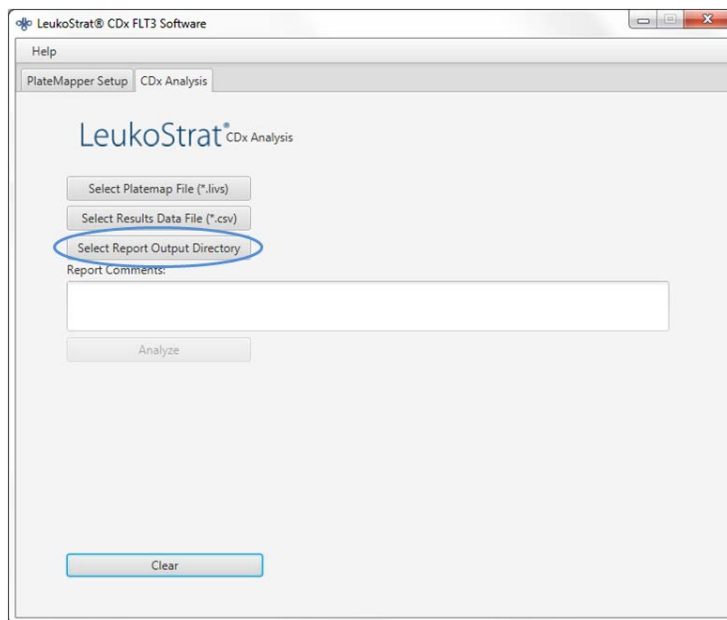 LeukoStrat® CDx FLT3 Software
Help
PlateMapper Setup CDx Analysis
LeukoStrat® CDx Analysis
Select Platemap File (*.livs)
Select Results Data File (*.csv)
Select Report Output Directory
Report Comments:
Analyze
Clear